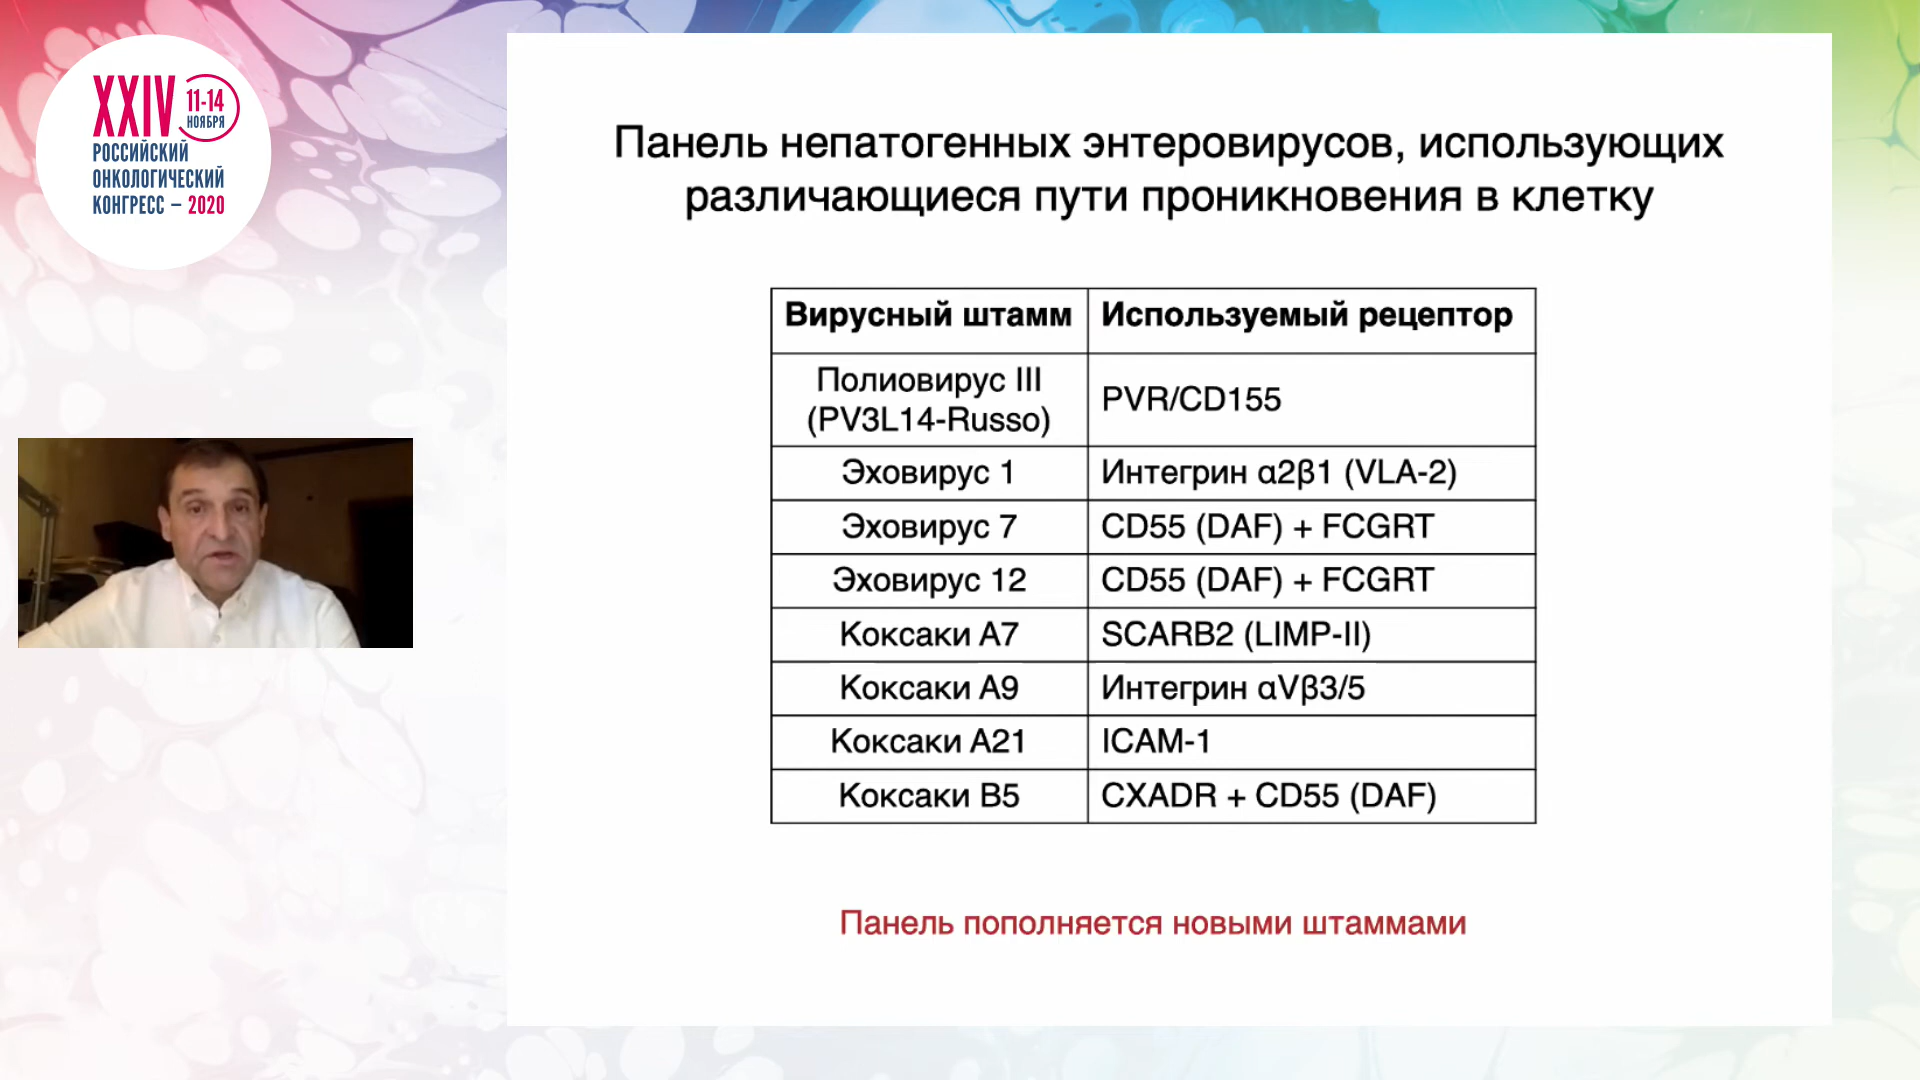 XXIV
11-14
НОЯБРЯ
РОССИЙСКИЙ
ОНКОЛОГИЧЕСКИЙ
КОНГРЕСС – 2020
Панель непатогенных энтеровирусов, использующих
различающиеся пути проникновения в клетку
Вирусный штамм Используемый рецептор
Полиовирус III
(PV3L14-Russo) PVR/CD155
Эховирус 1 Интегрин α2β1 (VLA-2)
Эховирус 7 CD55 (DAF) + FCGRT
Эховирус 12 CD55 (DAF) + FCGRT
Коксаки А7 SCARB2 (LIMP-II)
Коксаки А9 Интегрин αVβ3/5
Коксаки А21 ICAM-1
Коксаки В5 CXADR + CD55 (DAF)
Панель пополняется новыми штаммами